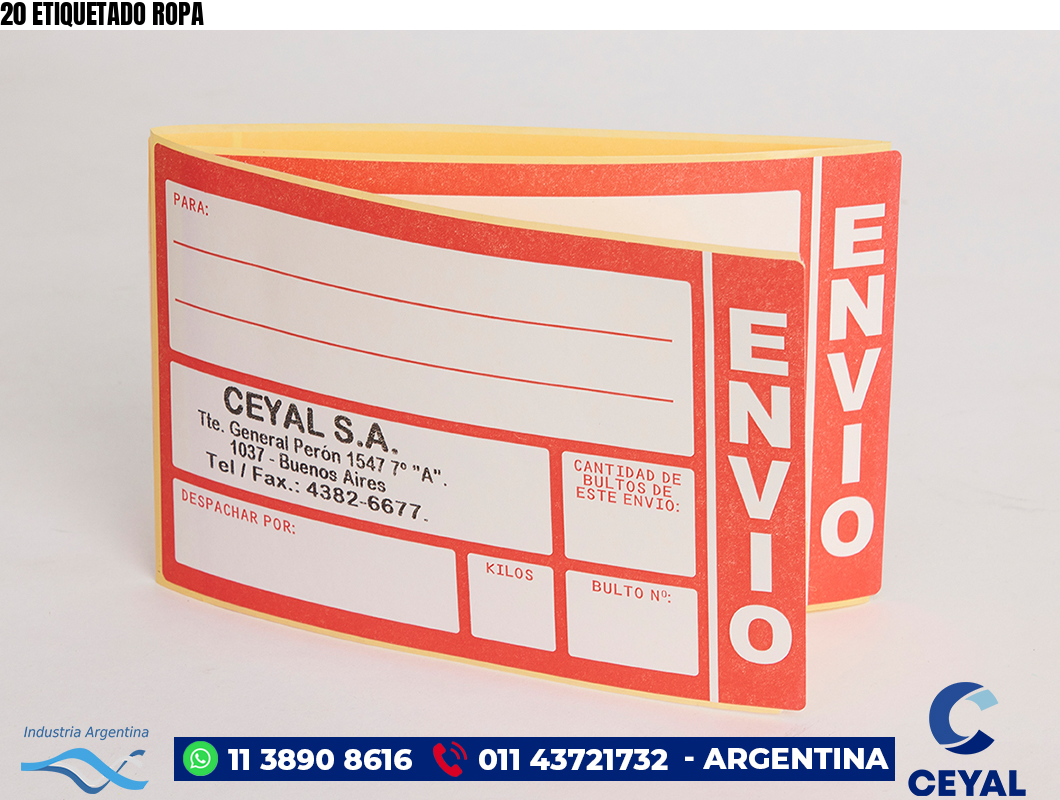 20 ETIQUETADO ROPA
PARA:
CEYAL S.A.
Tte. General Perón 1547 7º "A".
1037 - Buenos Aires
Tel / Fax.: 4382-6677.
DESPACHAR POR:
KILOS
CANTIDAD DE
BULTOS DE
ESTE ENVIO:
BULTO Nº:
ENVIO
ENVIO
Industria Argentina
11 3890 8616
011 43721732
- ARGENTINA
CEYAL